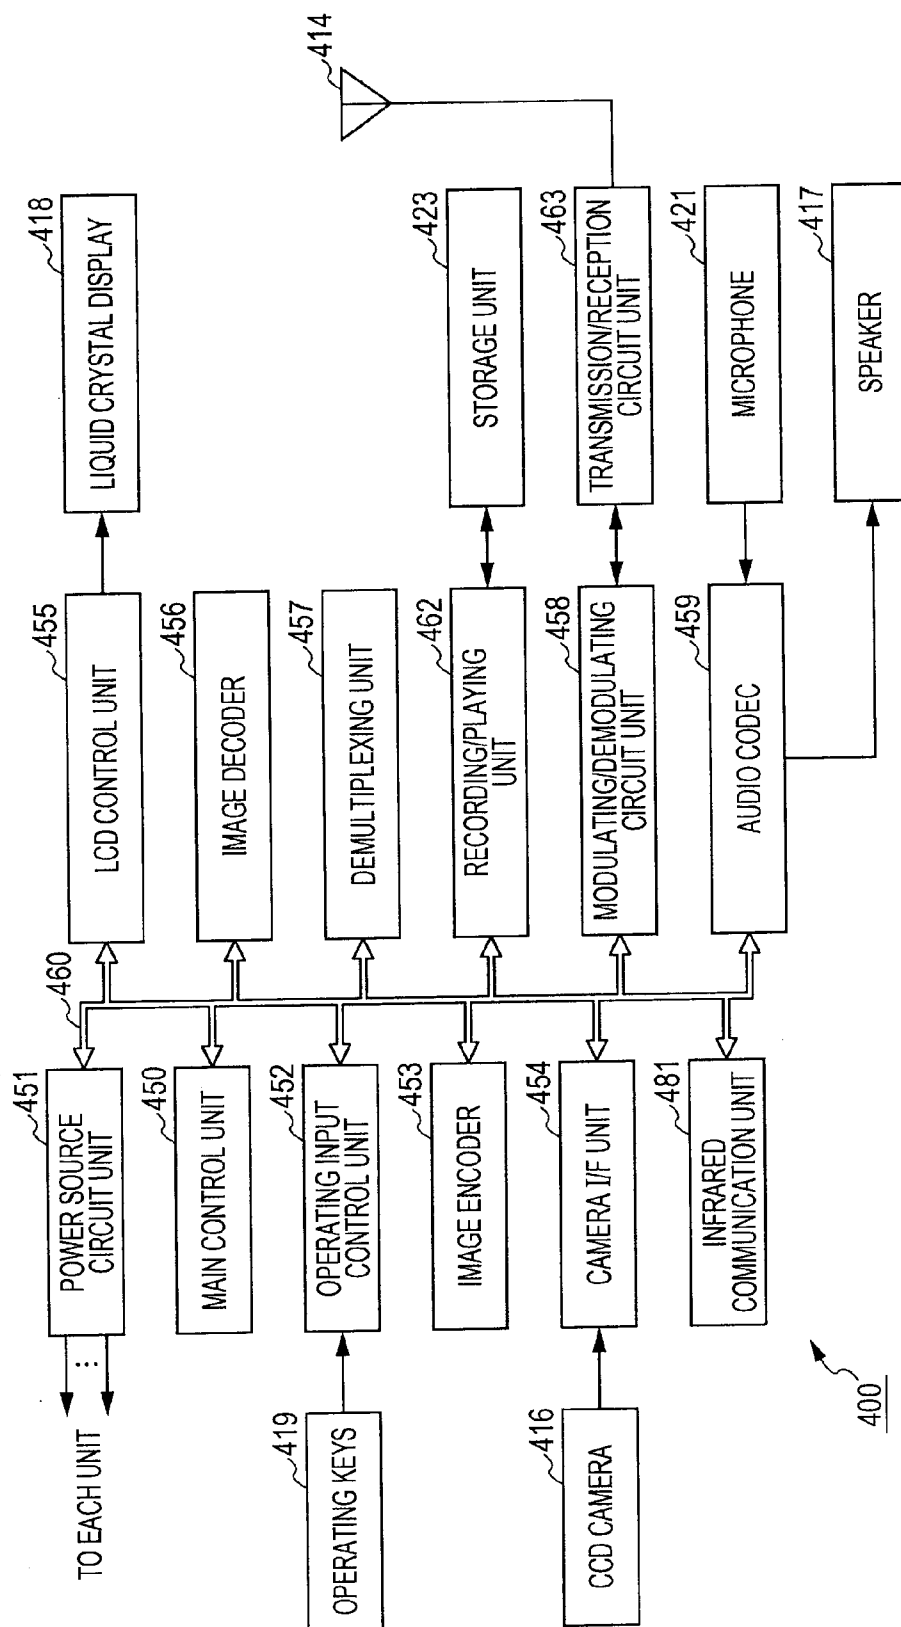 TO EACH UNIT
451
POWER SOURCE
CIRCUIT UNIT
460
455
LCD CONTROL UNIT
418
LIQUID CRYSTAL DISPLAY
450
MAIN CONTROL UNIT
456
IMAGE DECODER
419
OPERATING KEYS
452
OPERATING INPUT
CONTROL UNIT
457
DEMULTIPLEXING UNIT
414
453
IMAGE ENCODER
462
RECORDING/PLAYING
UNIT
423
STORAGE UNIT
416
CCD CAMERA
454
CAMERA I/F UNIT
458
MODULATING/DEMODULATING
CIRCUIT UNIT
463
TRANSMISSION/RECEPTION
CIRCUIT UNIT
481
INFRARED
COMMUNICATION UNIT
459
AUDIO CODEC
421
MICROPHONE
417
SPEAKER
400